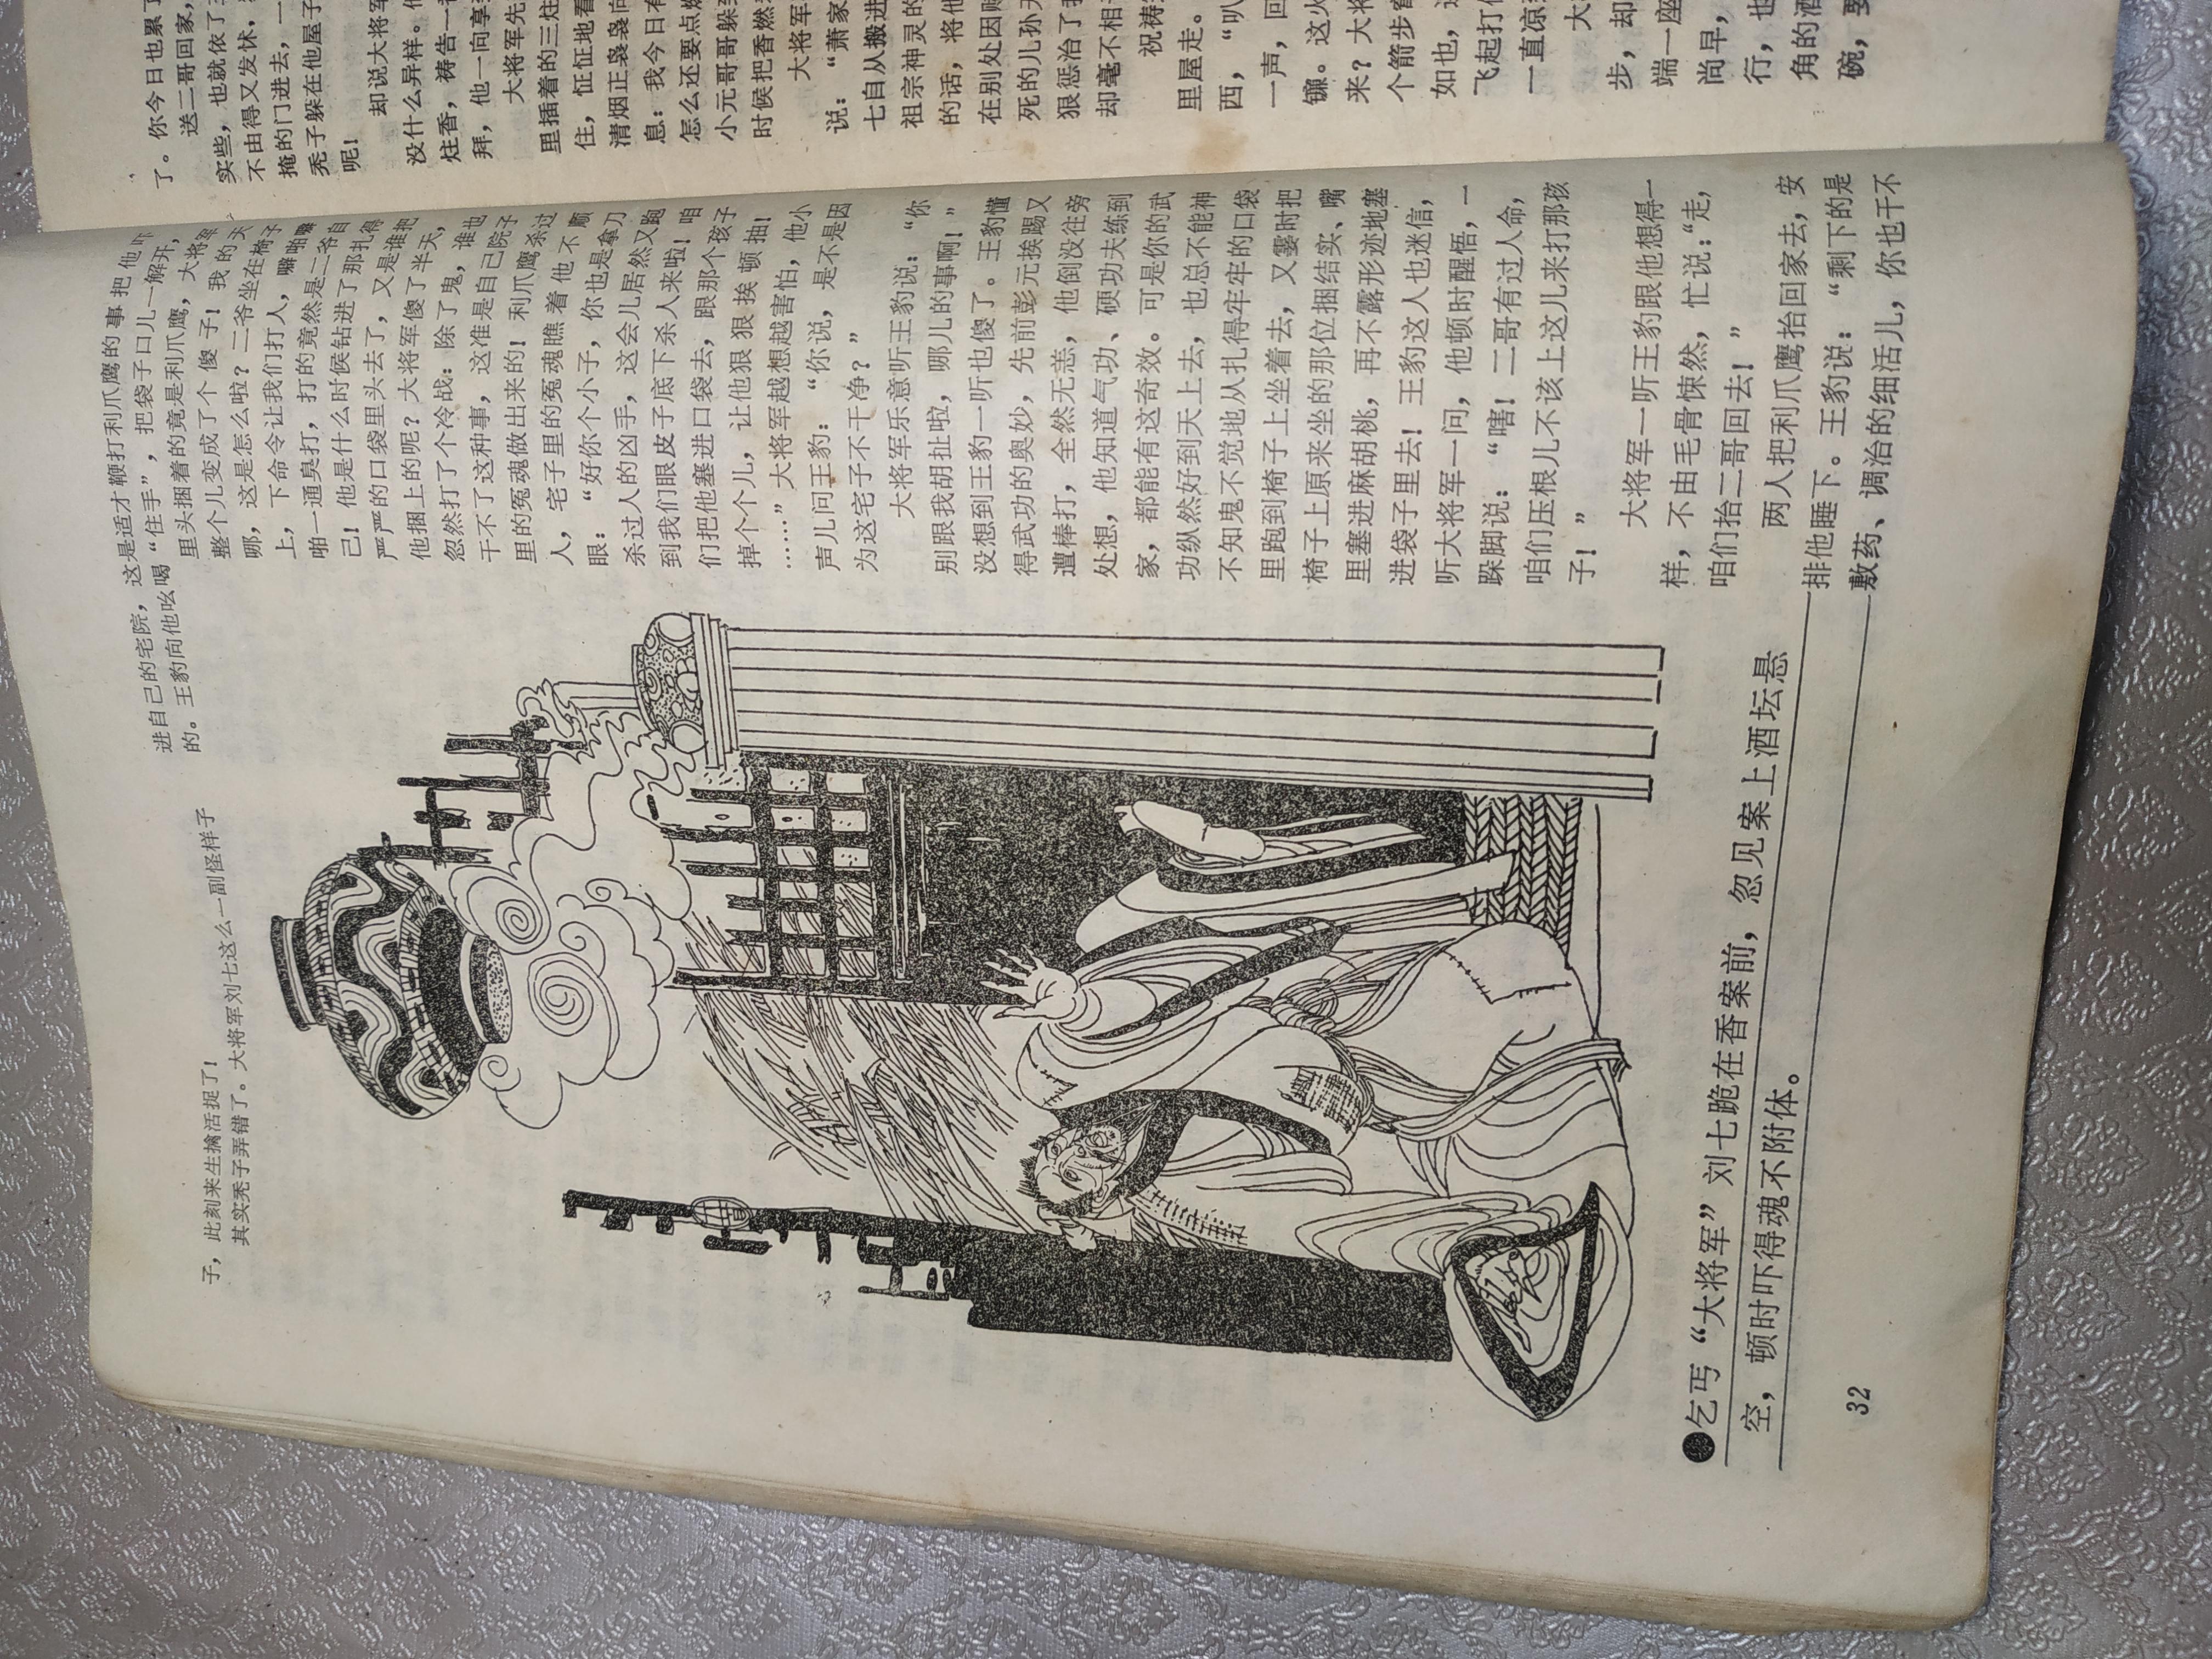 子，此刻来生擒活捉了！
其实秃子弄错了。大将军刘七这么一副怪样子
进自己的宅院，这是适才鞭打利爪鹰的事把他吓
的。王豹向他吆喝“住手”，把袋子口儿一解开，
里头捆着的竟是利爪鹰，大将军
整个儿变成了个傻子！我的天
哪，这是怎么啦？二爷坐在椅子
上，下命令让我们打人，噼啪噼
啪一通臭打，打的竟然是二爷自
己！他是什么时侯钻进了那扎得
严严的口袋里头去了，又是谁把
他捆上的呢？大将军傻了半天，
忽然打了个冷战：除了鬼，谁也
干不了这种事，这准是自己院子
里的冤魂做出来的！利爪鹰杀过
人，宅子里的冤魂瞧着他不顺
眼：“好你个小子，你也是拿刀
杀过人的凶手，这会儿居然又跑
到我们眼皮子底下杀人来啦！咱
们把他塞进口袋去，跟那个孩子
掉个个儿，让他狠狠挨顿抽！
……”大将军越想越害怕，他小
声儿问王豹：“你说，是不是因
为这宅子不干净？”
大将军乐意听王豹说：“你
别跟我胡扯啦，哪儿的事啊！”
没想到王豹一听也傻了。王豹懂
得武功的奥妙，先前彭元挨踢又
遭棒打，全然无恙，他倒没往旁
处想，他知道气功、硬功夫练到
家，都能有这奇效。可是你的武
功纵然好到天上去，也总不能神
不知鬼不觉地从扎得牢牢的口袋
里跑到椅子上坐着去，又霎时把
椅子上原来坐的那位捆结实、嘴
里塞进麻胡桃，再不露形迹地塞
进袋子里去！王豹这人也迷信，
听大将军一问，他顿时醒悟，一
跺脚说：“嗐！二哥有过人命，
咱们压根儿不该上这儿来打那孩
子！”
大将军一听王豹跟他想得一
样，不由毛骨悚然，忙说：“走，
咱们抬二哥回去！”
两人把利爪鹰抬回家去，安
排他睡下。王豹说：“剩下的是
敷药、调治的细活儿，你也干不
●乞丐“大将军”刘七跪在香案前，忽见案上酒坛悬
空，顿时吓得魂不附体。
32
了。你今日也累了
送二哥回家，
实些，也就依了
不由得又发怵，
掩的门进去，一
秃子躲在他屋子
呢！
却说大将军
没什么异样。他
炷香，祷告一
拜，他一向享
大将军先
里插着的三炷
住，怔怔地看
清烟正袅袅向
息：我今日有
怎么还要点燃
小元哥哥躲到
时候把香燃
大将军
说：“萧家
七自从搬进
祖宗神灵的
的话，将他
在别处因赌
死的儿孙
狠惩治了我
却毫不相
祝祷
里屋走。
西，“叭
一声，回
镰。这火
来？大将
个箭步窜
如也，这
飞起打
一直凉
大
步，却
端一座
尚早，
行，也
角的酒
碗，要